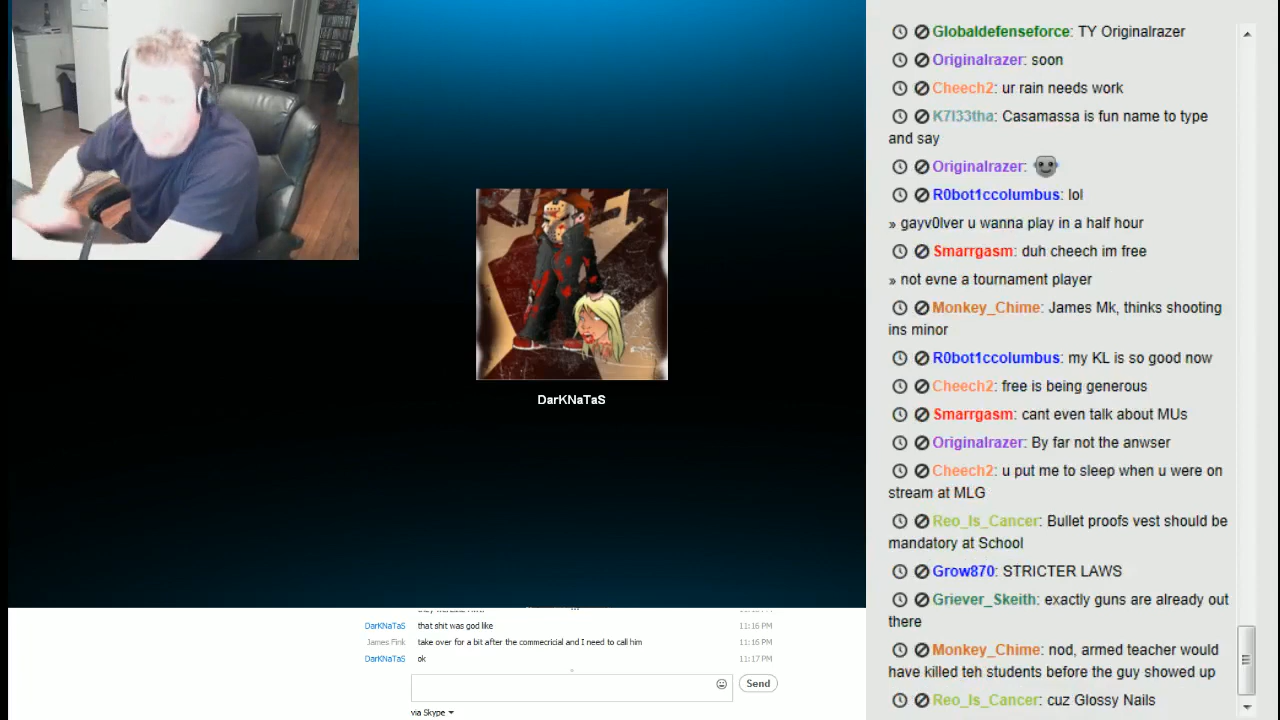 DarKNaTaS
DarKNaTaS that shit was god like 11:16 PM
James Fink take over for a bit after the commecricial and I need to call him 11:16 PM
DarKNaTaS ok 11:17 PM
Send
via Skype
Globaldefenseforce: TY Originalrazer
Originalrazer: soon
Cheech2: ur rain needs work
K7l33tha: Casamassa is fun name to type
and say
Originalrazer:
R0bot1ccolumbus: lol
» gayv0lver u wanna play in a half hour
Smarrgasm: duh cheech im free
» not evne a tournament player
Monkey_Chime: James Mk, thinks shooting
ins minor
R0bot1ccolumbus: my KL is so good now
Cheech2: free is being generous
Smarrgasm: cant even talk about MUs
Originalrazer: By far not the anwser
Cheech2: u put me to sleep when u were on
stream at MLG
Reo_Is_Cancer: Bullet proofs vest should be
mandatory at School
Grow870: STRICTER LAWS
Griever_Skeith: exactly guns are already out
there
Monkey_Chime: nod, armed teacher would
have killed teh students before the guy showed up
Reo_Is_Cancer: cuz Glossy Nails